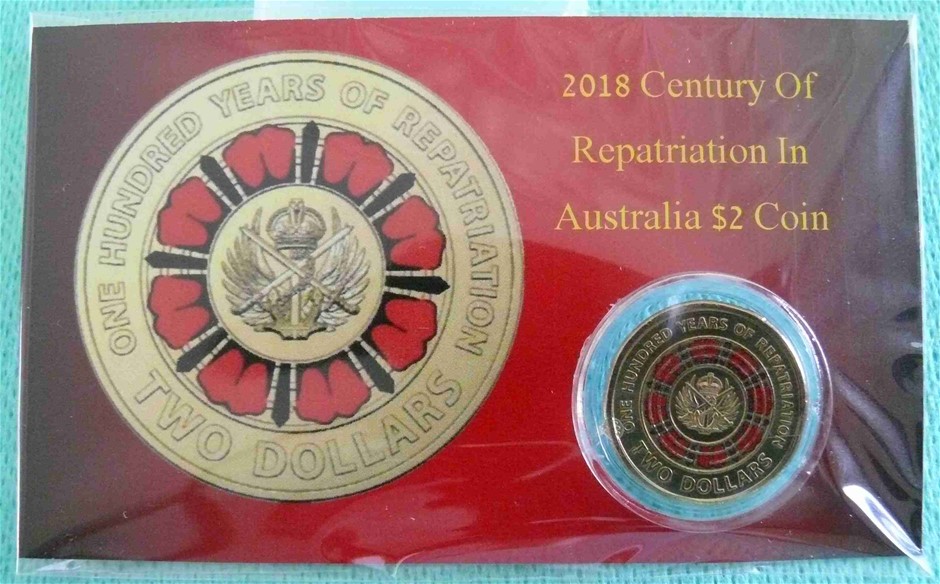 ONE HUNDRED YEARS OF REPATRIATION
TWO DOLLARS
2018 Century Of
Repatriation In
Australia $2 Coin
ONE HUNDRED YEARS OF REPATRIATION
TWO DOLLARS